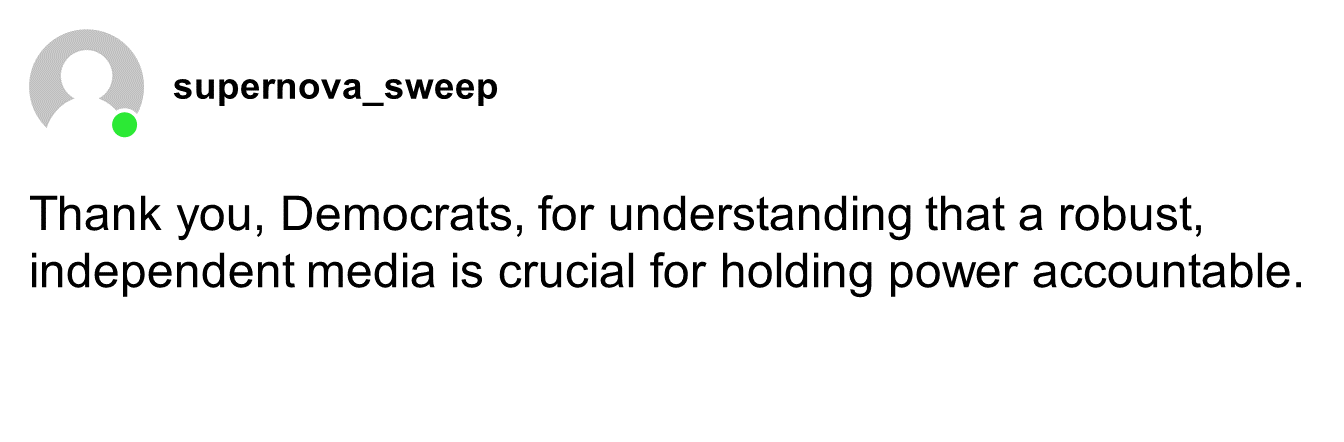 supernova_sweep
Thank you, Democrats, for understanding that a robust,
independent media is crucial for holding power accountable.